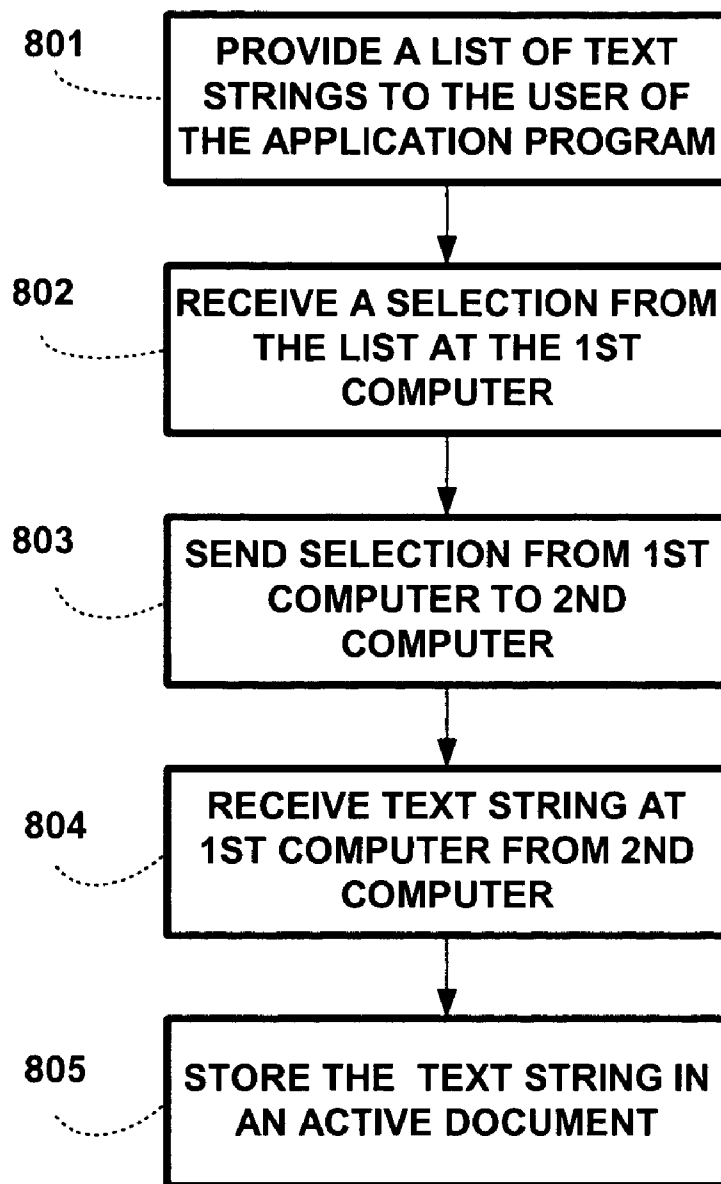 801
PROVIDE A LIST OF TEXT
STRINGS TO THE USER OF
THE APPLICATION PROGRAM
802
RECEIVE A SELECTION FROM
THE LIST AT THE 1ST
COMPUTER
803
SEND SELECTION FROM 1ST
COMPUTER TO 2ND
COMPUTER
804
RECEIVE TEXT STRING AT
1ST COMPUTER FROM 2ND
COMPUTER
805
STORE THE TEXT STRING IN
AN ACTIVE DOCUMENT